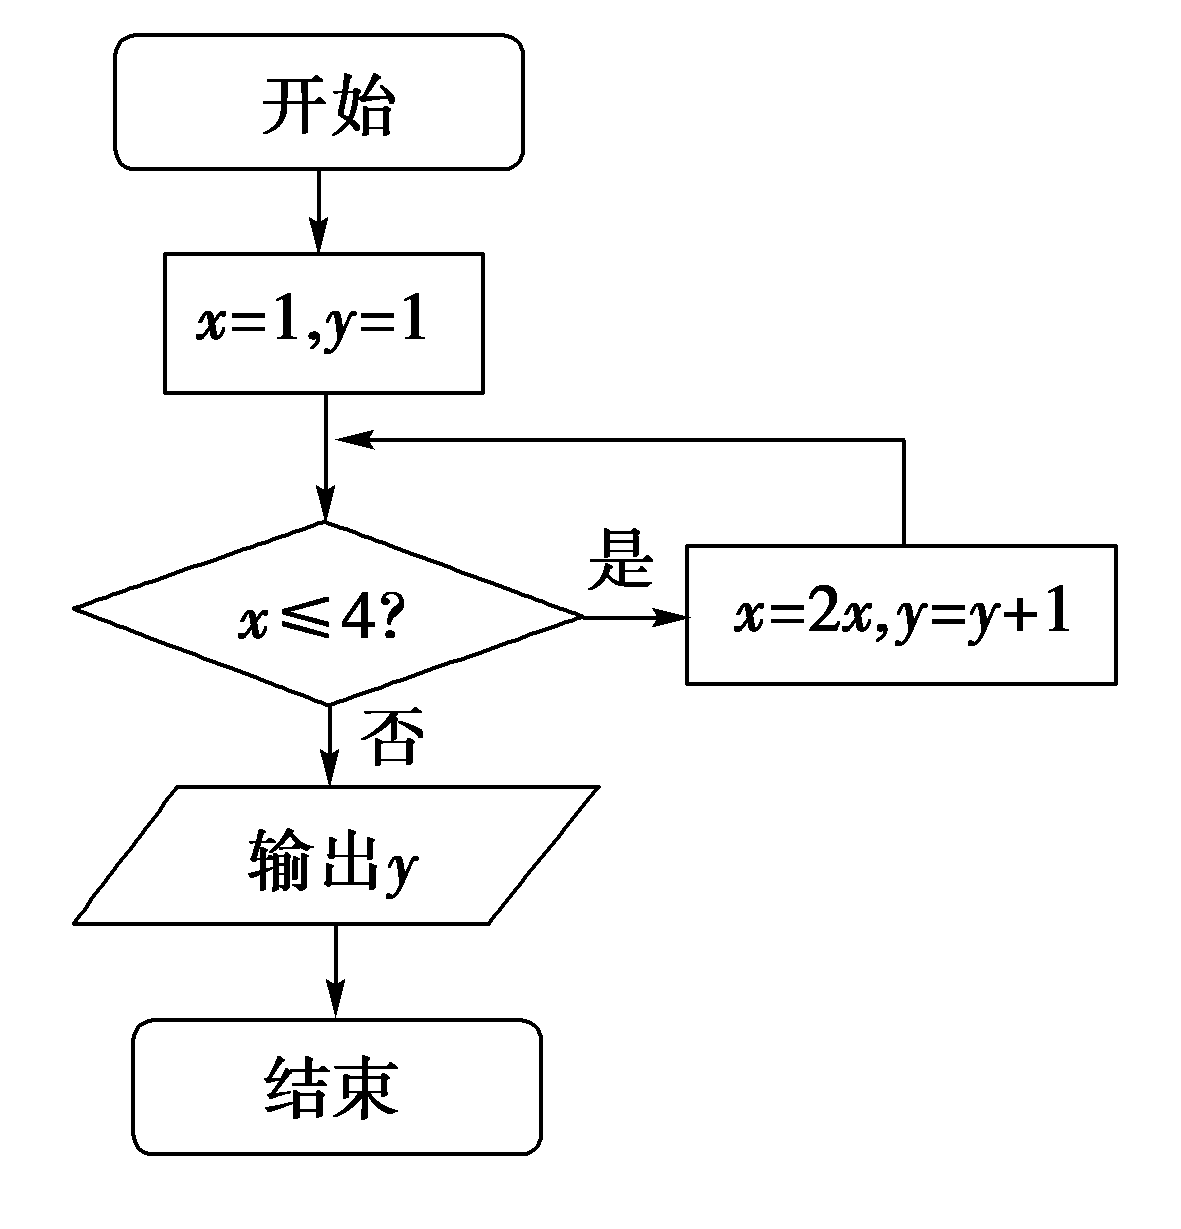 开始
x=1,y=1
x≤4?
是
x=2x,y=y+1
否
输出y
结束